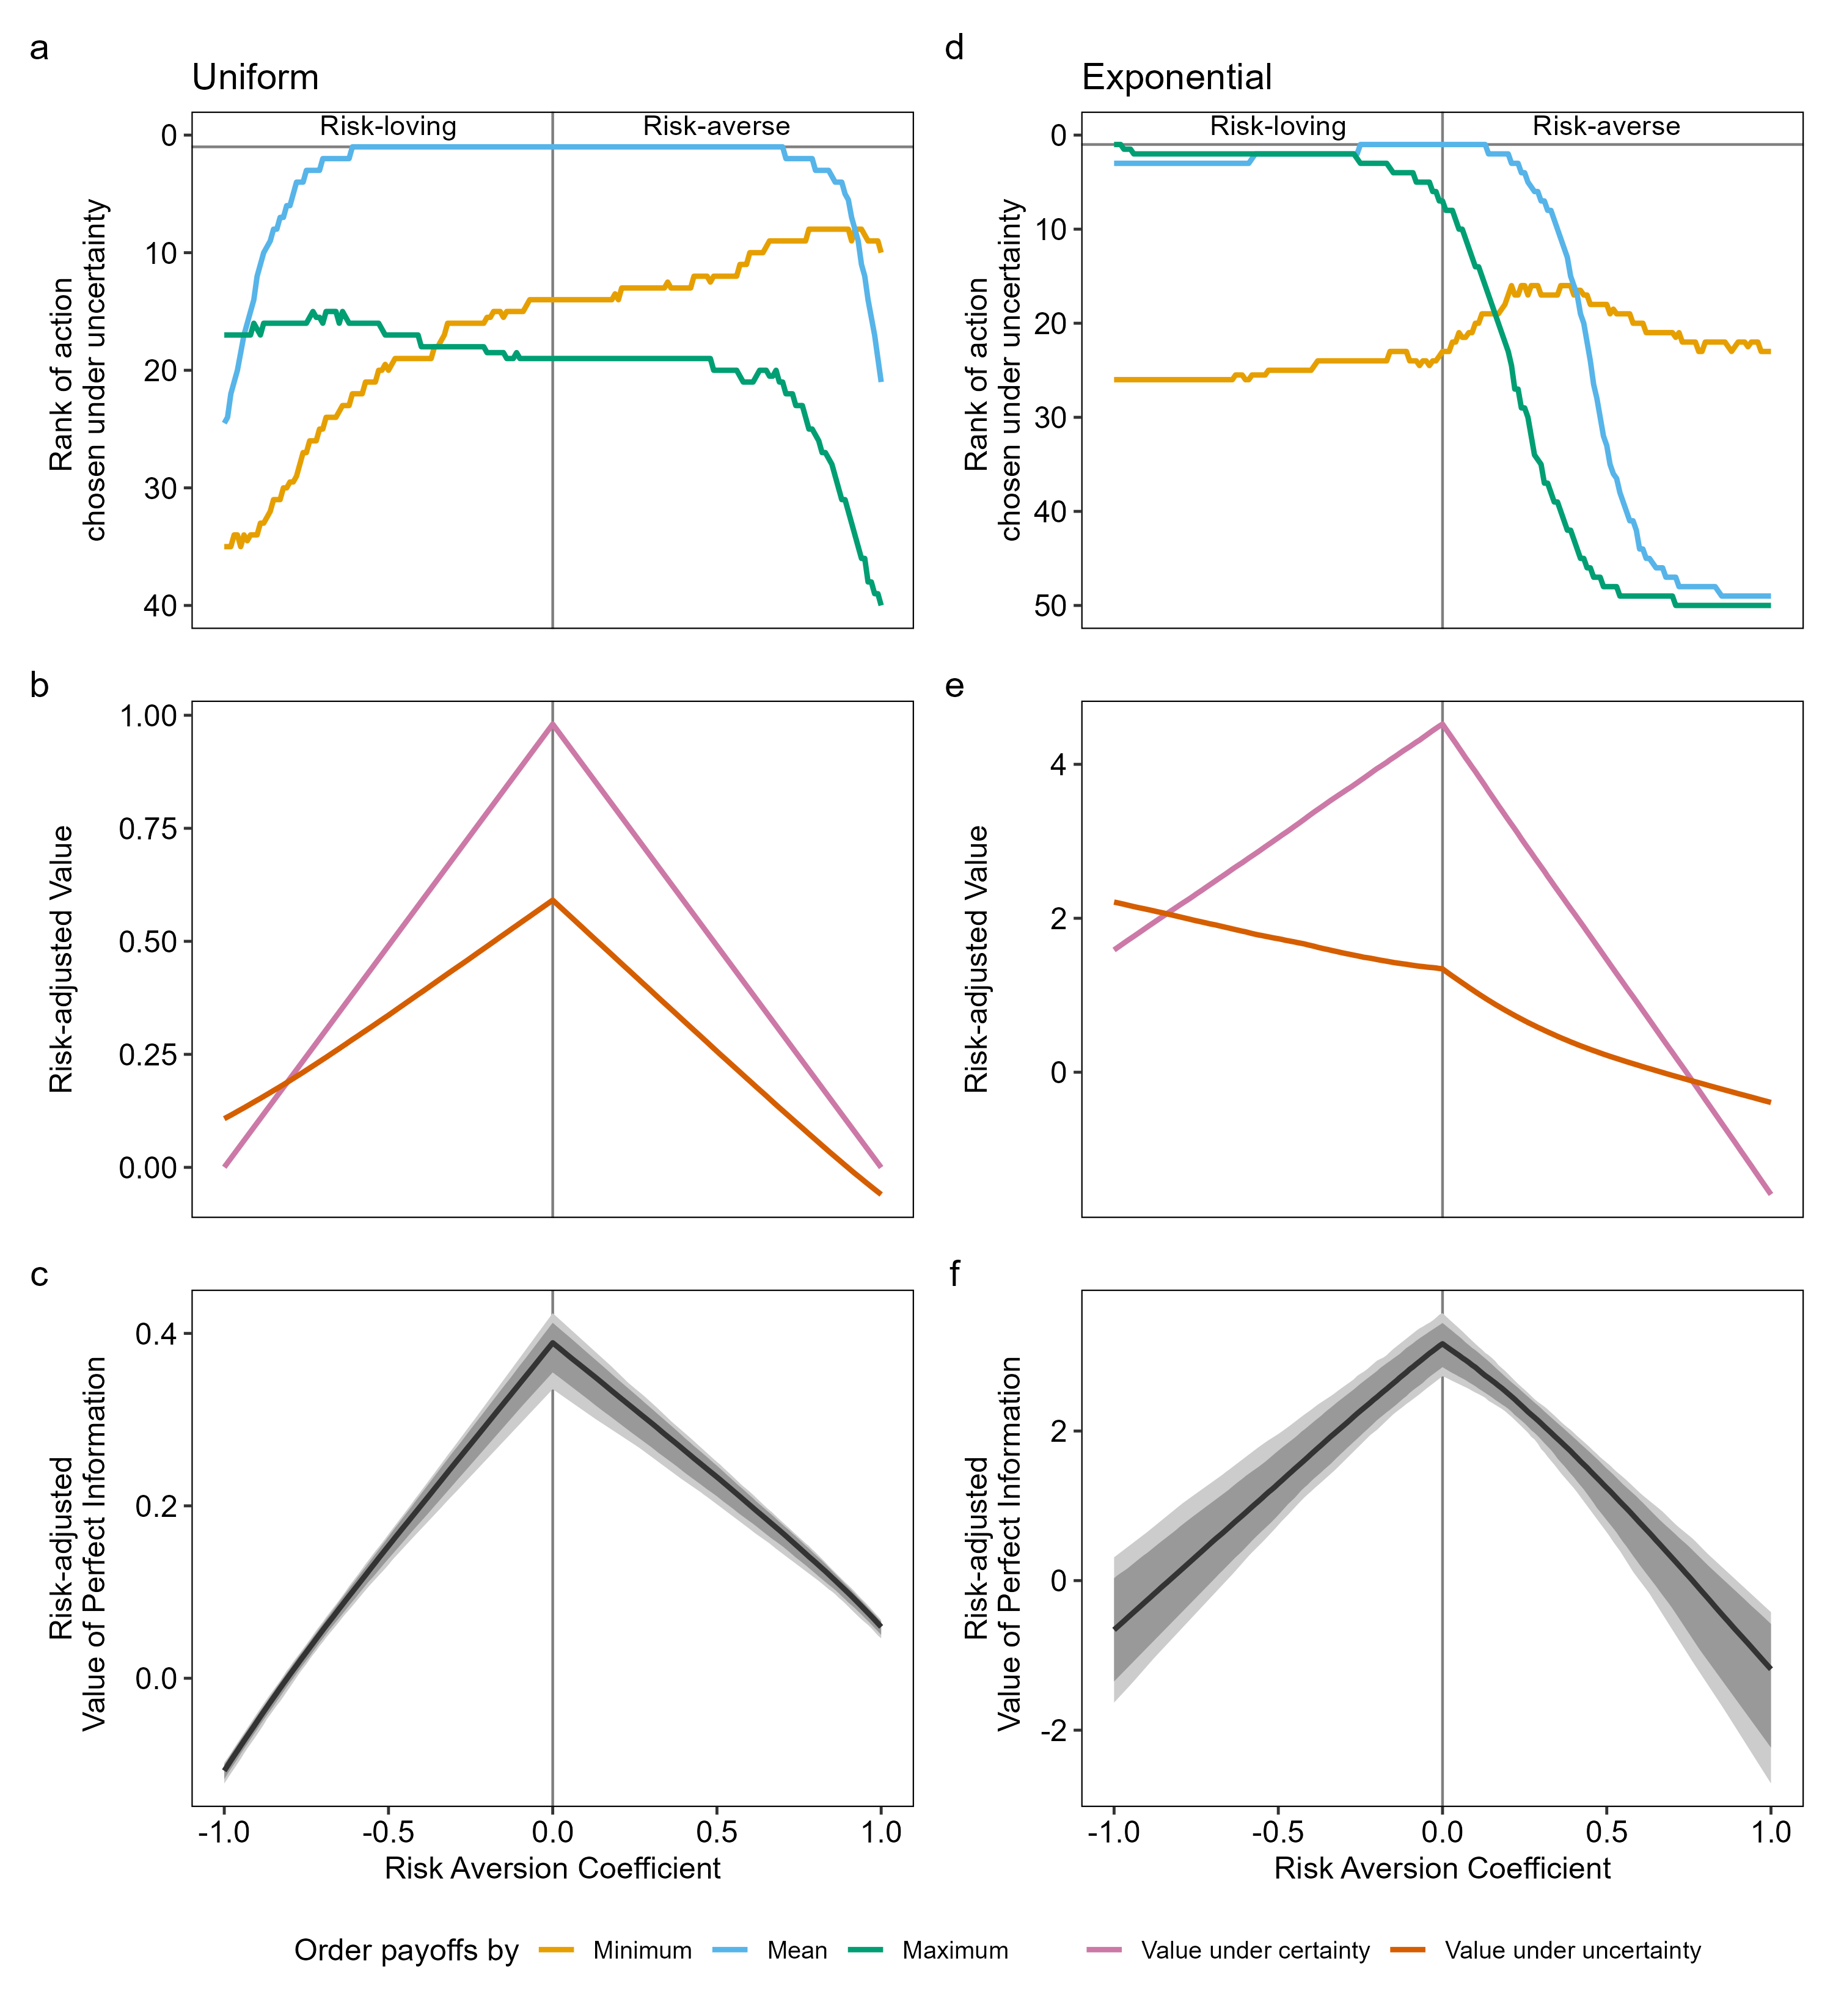 a
Uniform
Risk-loving
Risk-averse
0
10
20
30
40
Rank of action
chosen under uncertainty
d
Exponential
Risk-loving
Risk-averse
0
10
20
30
40
50
Rank of action
chosen under uncertainty
b
1.00
0.75
0.50
0.25
0.00
Risk-adjusted Value
e
4
2
0
Risk-adjusted Value
c
0.4
0.2
0.0
Risk-adjusted
Value of Perfect Information
-1.0
-0.5
0.0
0.5
1.0
Risk Aversion Coefficient
f
2
0
-2
Risk-adjusted
Value of Perfect Information
-1.0
-0.5
0.0
0.5
1.0
Risk Aversion Coefficient
Order payoffs by Minimum Mean Maximum
Value under certainty Value under uncertainty